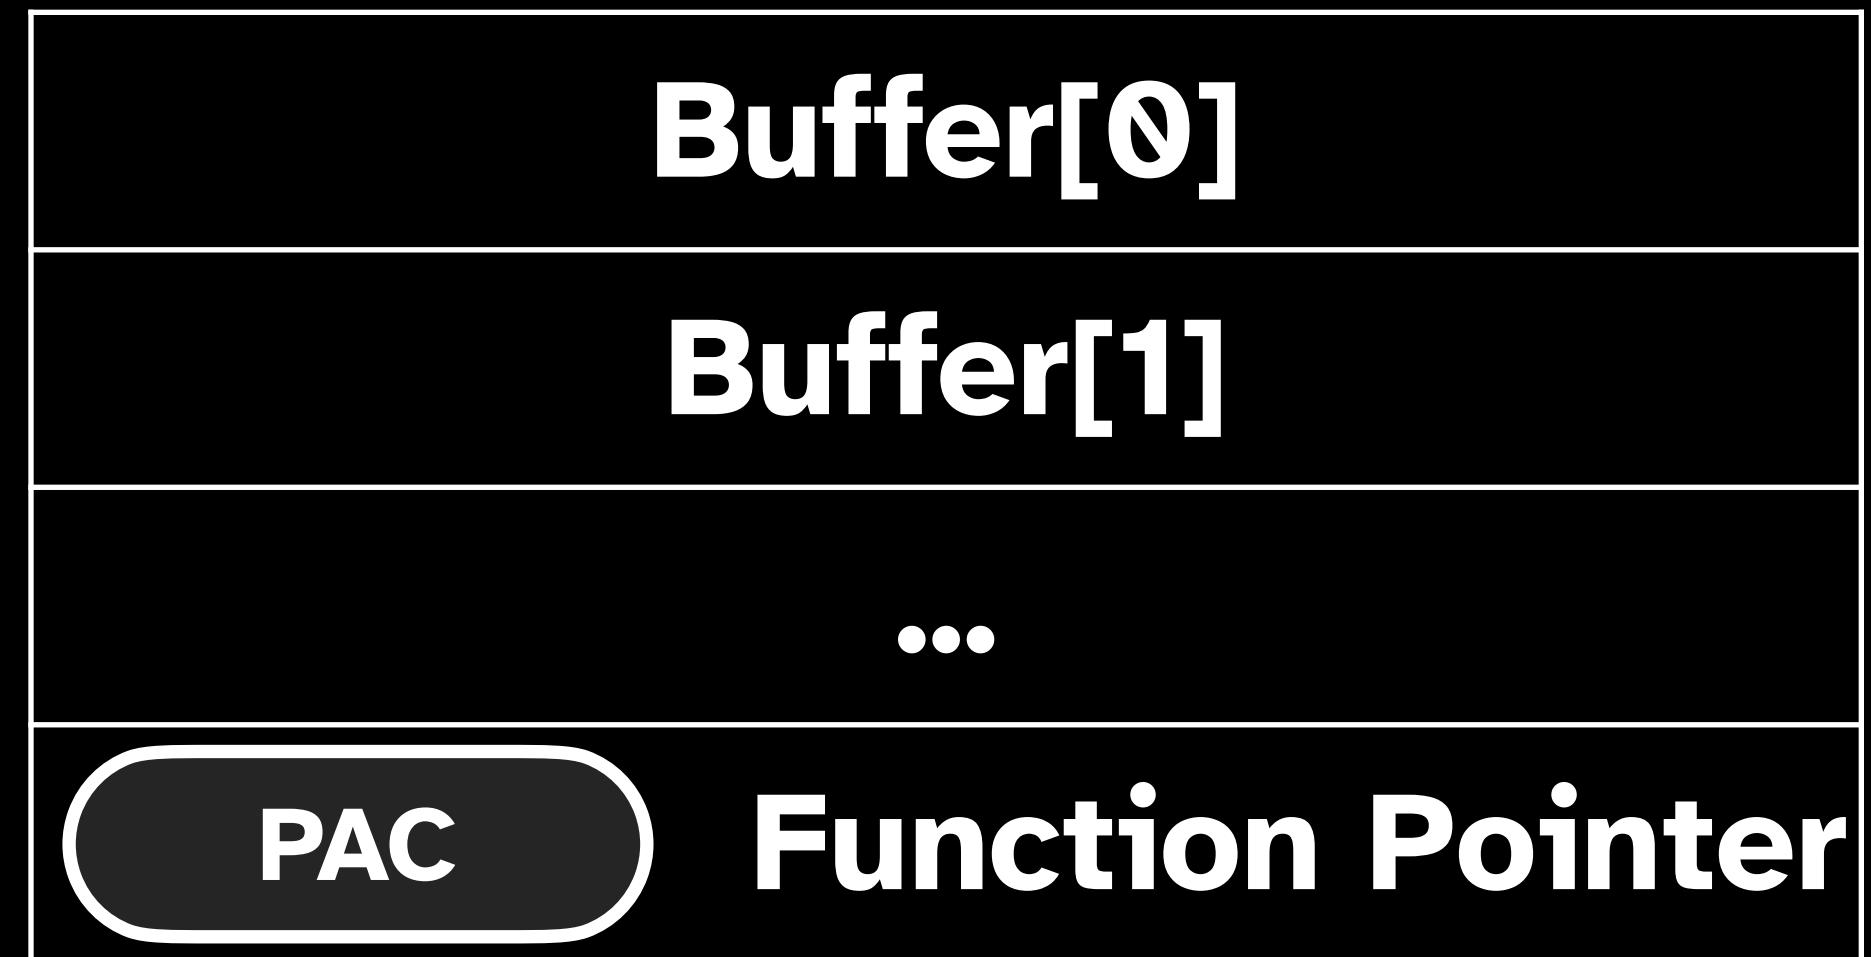 Buffer[0]
Buffer[1]
...
PAC Function Pointer